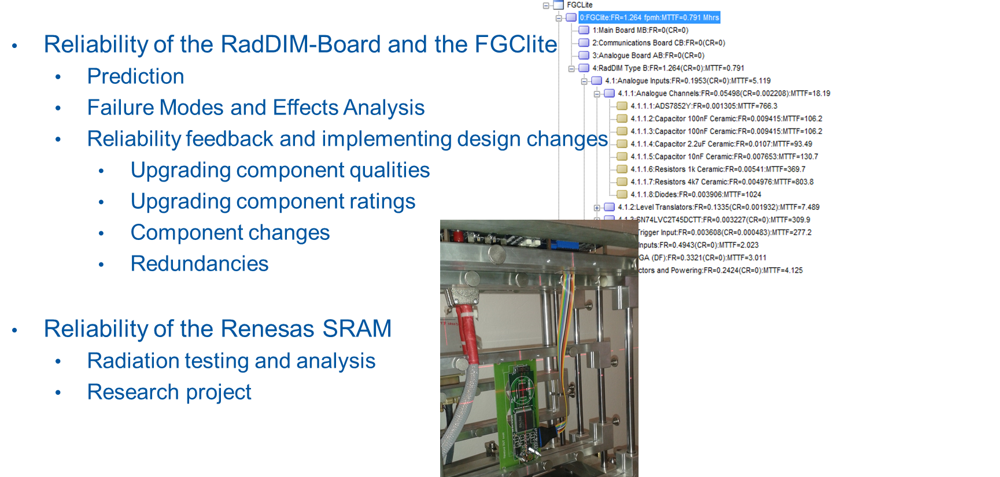 • Reliability of the RadDIM-Board and the FGClite
• Prediction
• Failure Modes and Effects Analysis
• Reliability feedback and implementing design changes
• Upgrading component qualities
• Upgrading component ratings
• Component changes
• Redundancies
• Reliability of the Renesas SRAM
• Radiation testing and analysis
• Research project
FGCLite
0:FGClite:FR=1.264 fpmh:MTTF=0.791 Mhrs
1:Main Board MB:FR=0(CR=0)
2:Communications Board CB:FR=0(CR=0)
3:Analogue Board AB:FR=0(CR=0)
4:RadDIM Type B:FR=1.264(CR=0):MTTF=0.791
4.1:Analogue Inputs:FR=0.1953(CR=0):MTTF=5.119
4.1.1:Analogue Channels:FR=0.05498(CR=0.002208):MTTF=18.19
4.1.1.1:ADS7852Y:FR=0.001305:MTTF=766.3
4.1.1.2:Capacitor 100nF Ceramic:FR=0.009415:MTTF=106.2
4.1.1.3:Capacitor 100nF Ceramic:FR=0.009415:MTTF=106.2
4.1.1.4:Capacitor 2.2uF Ceramic:FR=0.0107:MTTF=93.49
4.1.1.5:Capacitor 10nF Ceramic:FR=0.007653:MTTF=130.7
4.1.1.6:Resistors 1k Ceramic:FR=0.00541:MTTF=369.7
4.1.1.7:Resistors 4k7 Ceramic:FR=0.004976:MTTF=803.8
4.1.1.8:Diodes:FR=0.003906:MTTF=1024
4.1.2:Level Translators:FR=0.1335(CR=0.001932):MTTF=7.489
SN74LVC2T45DCTT:FR=0.003227(CR=0):MTTF=309.9
Trigger Input:FR=0.003608(CR=0.000483):MTTF=277.2
Inputs:FR=0.4943(CR=0):MTTF=2.023
GA (DF):FR=0.3321(CR=0):MTTF=3.011
ctors and Powering:FR=0.2424(CR=0):MTTF=4.125